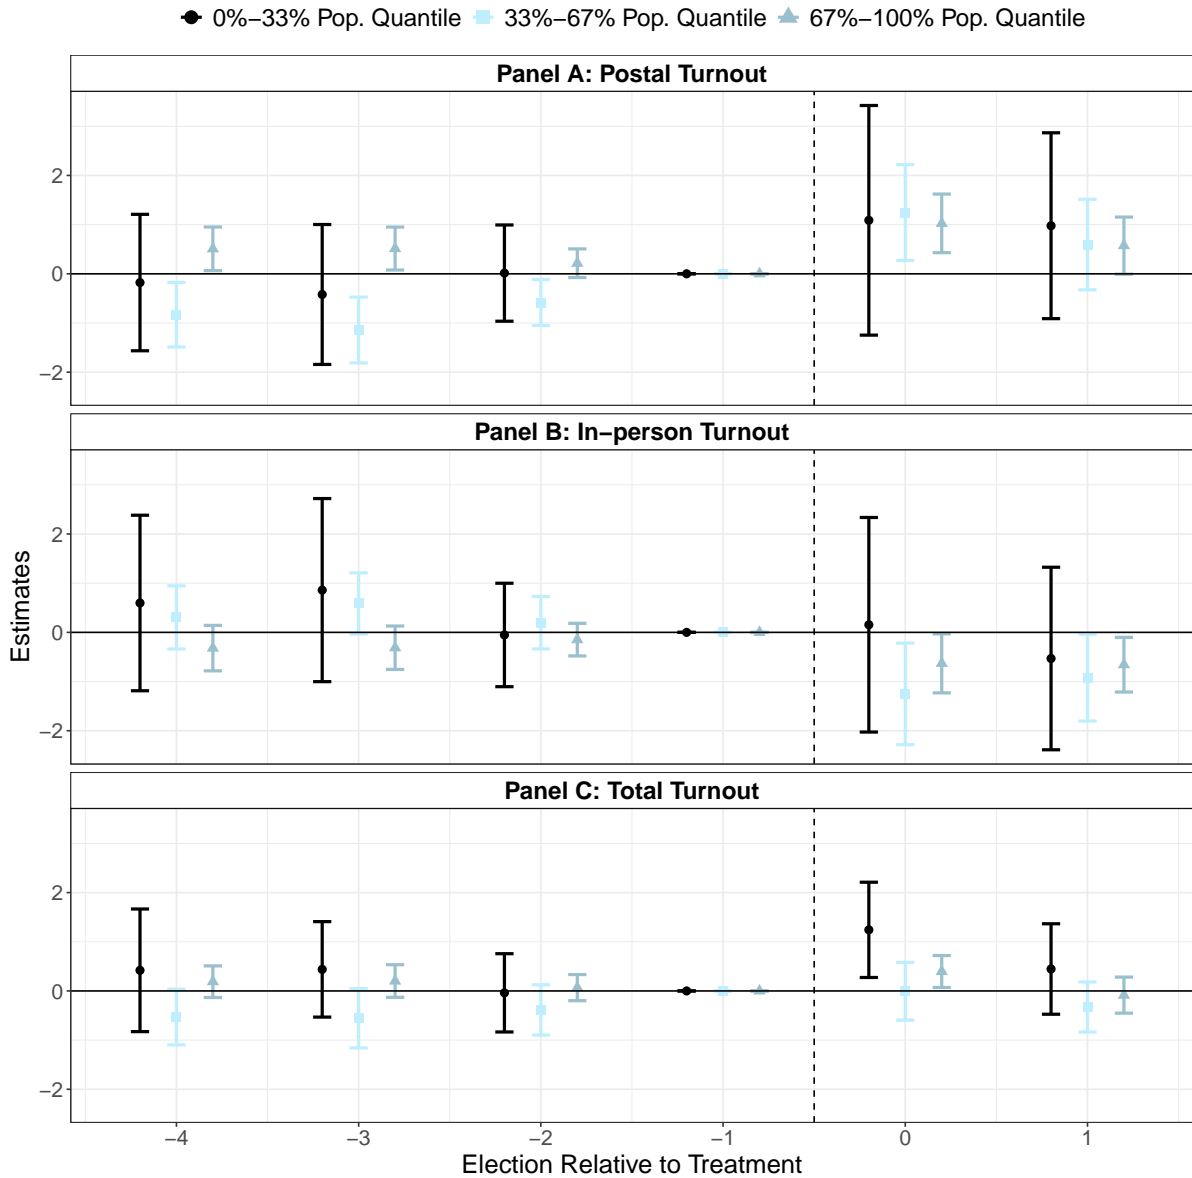 0%−33% Pop. Quantile 33%−67% Pop. Quantile 67%−100% Pop. Quantile
Panel A: Postal Turnout
2
0
−2
Panel B: In−person Turnout
2
0
−2
Estimates
Panel C: Total Turnout
2
0
−2
−4 −3 −2 −1 0 1
Election Relative to Treatment